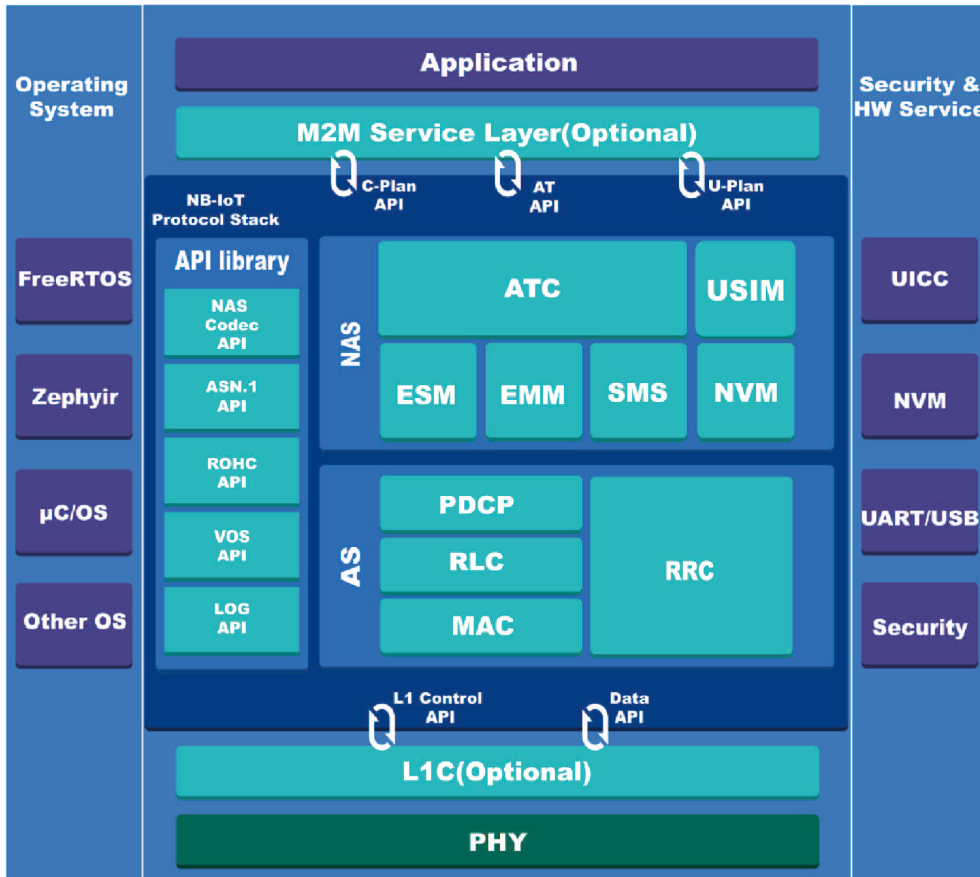 Operating
System
FreeRTOS
Zephyir
µC/OS
Other OS
Application
M2M Service Layer(Optional)
C-Plan
API
AT
API
U-Plan
API
NB-IoT
Protocol Stack
API library
NAS
Codec
API
ASN.1
API
ROHC
API
VOS
API
LOG
API
NAS
ATC
USIM
ESM
EMM
SMS
NVM
AS
PDCP
RLC
MAC
RRC
L1 Control
API
Data
API
L1C(Optional)
PHY
Security &
HW Service
UICC
NVM
UART/USB
Security